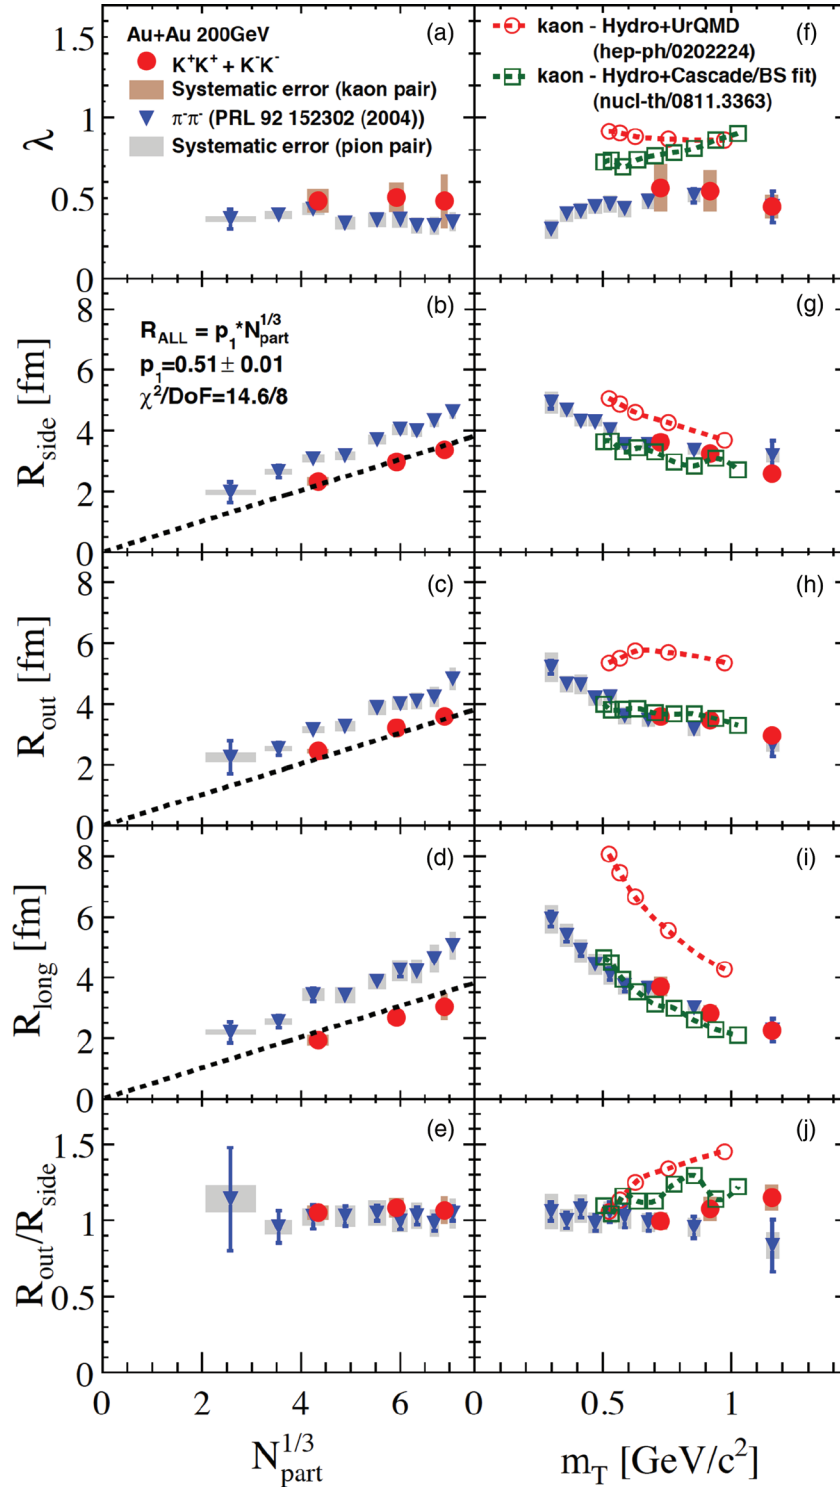 Au+Au 200GeV
K⁺K⁺ + K⁻K⁻
Systematic error (kaon pair)
π⁻π⁻ (PRL 92 152302 (2004))
Systematic error (pion pair)
(a)
kaon - Hydro+UrQMD
(hep-ph/0202224)
kaon - Hydro+Cascade/BS fit)
(nucl-th/0811.3363)
(f)
λ
1.5
1
0.5
0
R_ALL = p₁*N_part^1/3
p₁=0.51± 0.01
χ²/DoF=14.6/8
(b)
(g)
R_side [fm]
8
6
4
2
0
(c)
(h)
R_out [fm]
8
6
4
2
0
(d)
(i)
R_long [fm]
8
6
4
2
0
(e)
(j)
R_out/R_side
1.5
1.0
0.5
0
0 2 4 6 0 0.5 1
N_part^1/3
m_T [GeV/c²]